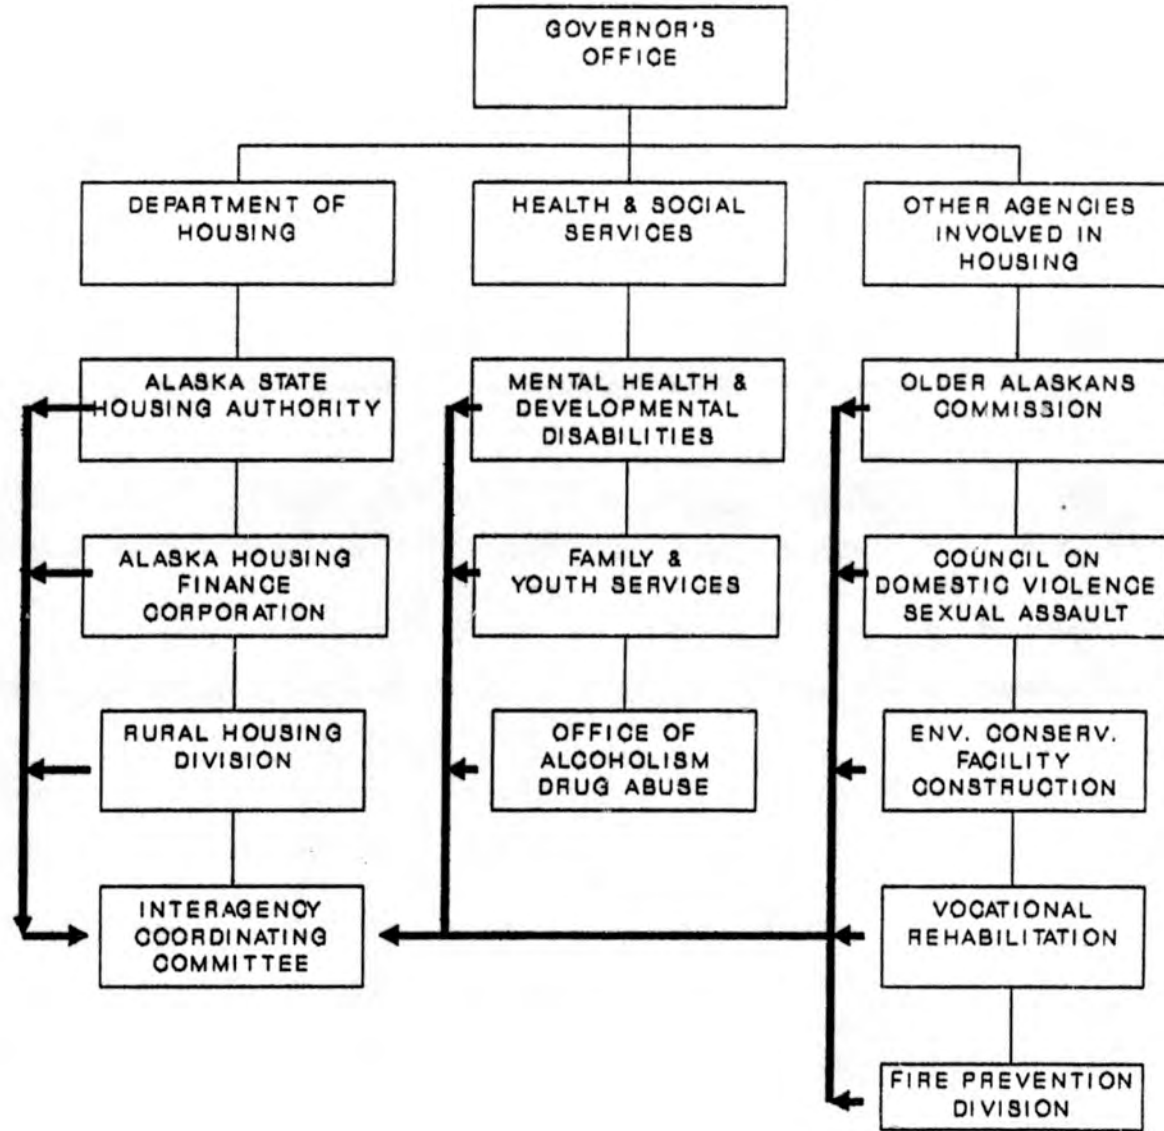 GOVERNOR'S
OFFICE
DEPARTMENT OF
HOUSING
HEALTH & SOCIAL
SERVICES
OTHER AGENCIES
INVOLVED IN
HOUSING
ALASKA STATE
HOUSING AUTHORITY
MENTAL HEALTH &
DEVELOPMENTAL
DISABILITIES
OLDER ALASKANS
COMMISSION
ALASKA HOUSING
FINANCE
CORPORATION
FAMILY &
YOUTH SERVICES
COUNCIL ON
DOMESTIC VIOLENCE
SEXUAL ASSAULT
RURAL HOUSING
DIVISION
OFFICE OF
ALCOHOLISM
DRUG ABUSE
ENV. CONSERV.
FACILITY
CONSTRUCTION
INTERAGENCY
COORDINATING
COMMITTEE
VOCATIONAL
REHABILITATION
FIRE PREVENTION
DIVISION